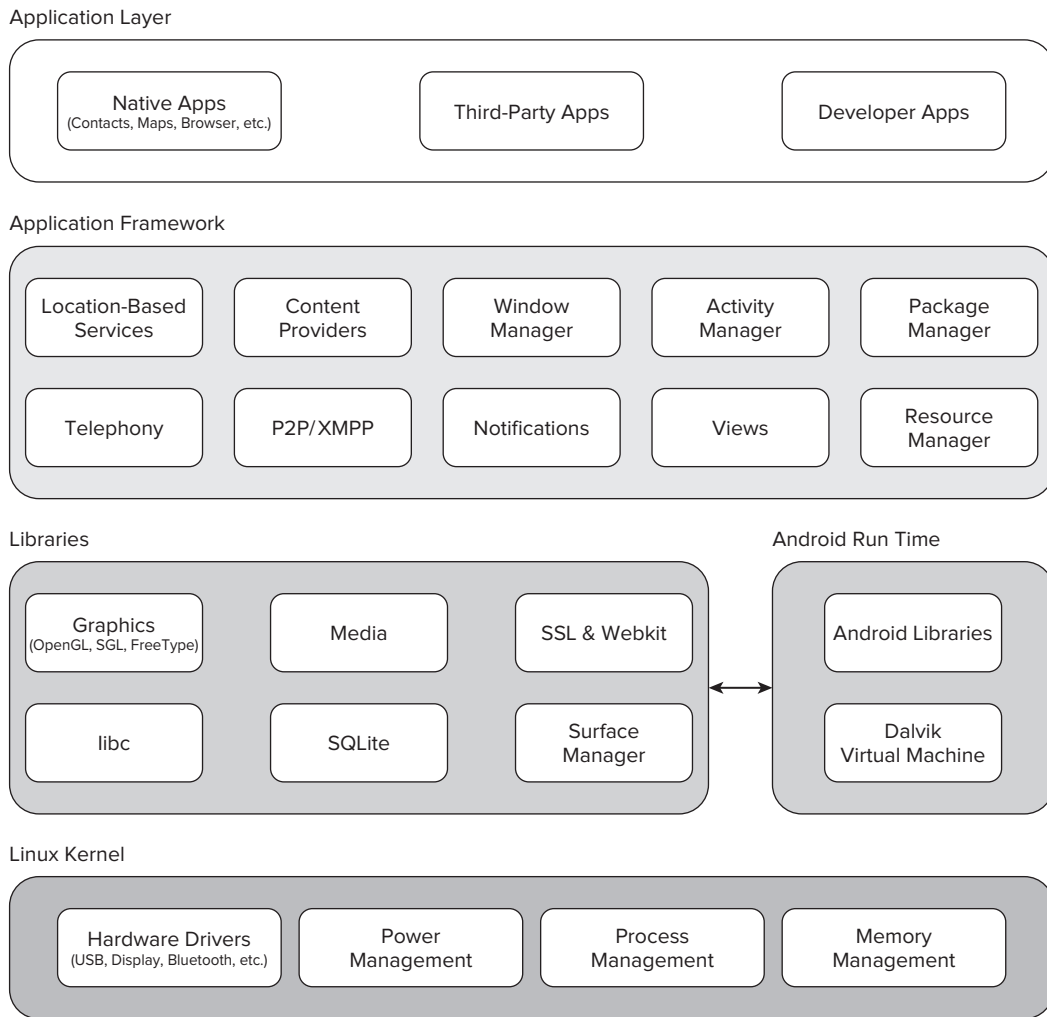 Application Layer
Native Apps
(Contacts, Maps, Browser, etc.)
Third-Party Apps
Developer Apps
Application Framework
Location-Based
Services
Content
Providers
Window
Manager
Activity
Manager
Package
Manager
Telephony
P2P/XMPP
Notifications
Views
Resource
Manager
Libraries
Graphics
(OpenGL, SGL, FreeType)
Media
SSL & Webkit
libc
SQLite
Surface
Manager
Android Run Time
Android Libraries
Dalvik
Virtual Machine
Linux Kernel
Hardware Drivers
(USB, Display, Bluetooth, etc.)
Power
Management
Process
Management
Memory
Management